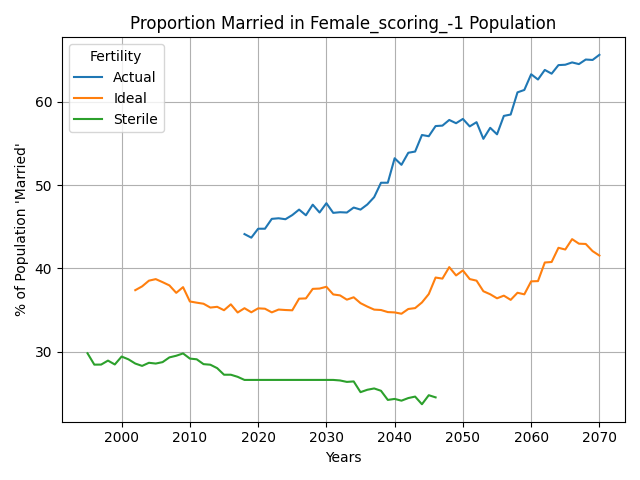 Proportion Married in Female_scoring_-1 Population
Fertility
Actual
Ideal
Sterile
% of Population 'Married'
60
50
40
30
2000 2010 2020 2030 2040 2050 2060 2070
Years